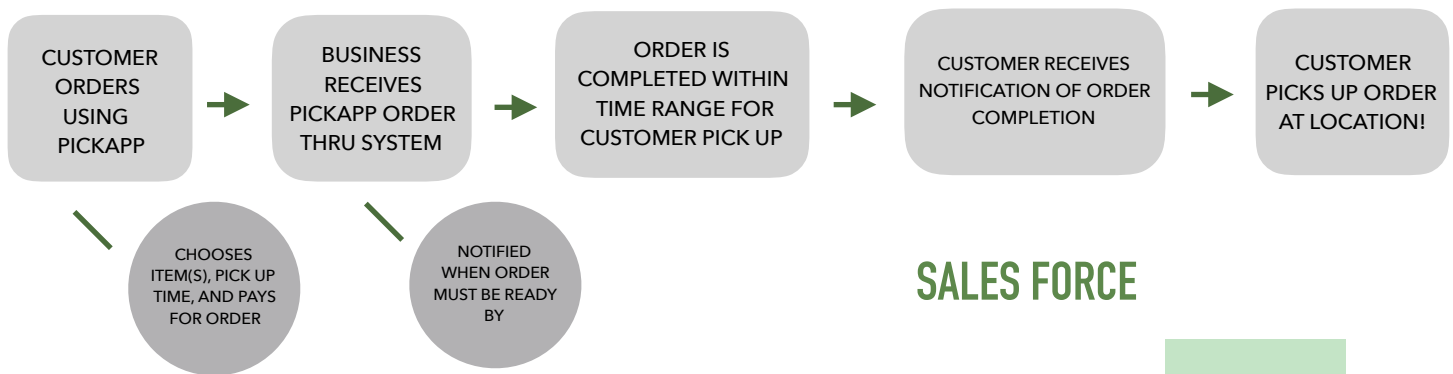 CUSTOMER
ORDERS
USING
PICKAPP
BUSINESS
RECEIVES
PICKAPP ORDER
THRU SYSTEM
ORDER IS
COMPLETED WITHIN
TIME RANGE FOR
CUSTOMER PICK UP
CUSTOMER RECEIVES
NOTIFICATION OF ORDER
COMPLETION
CUSTOMER
PICKS UP ORDER
AT LOCATION!
CHOOSES
ITEM(S), PICK UP
TIME, AND PAYS
FOR ORDER
NOTIFIED
WHEN ORDER
MUST BE READY
BY
SALES FORCE